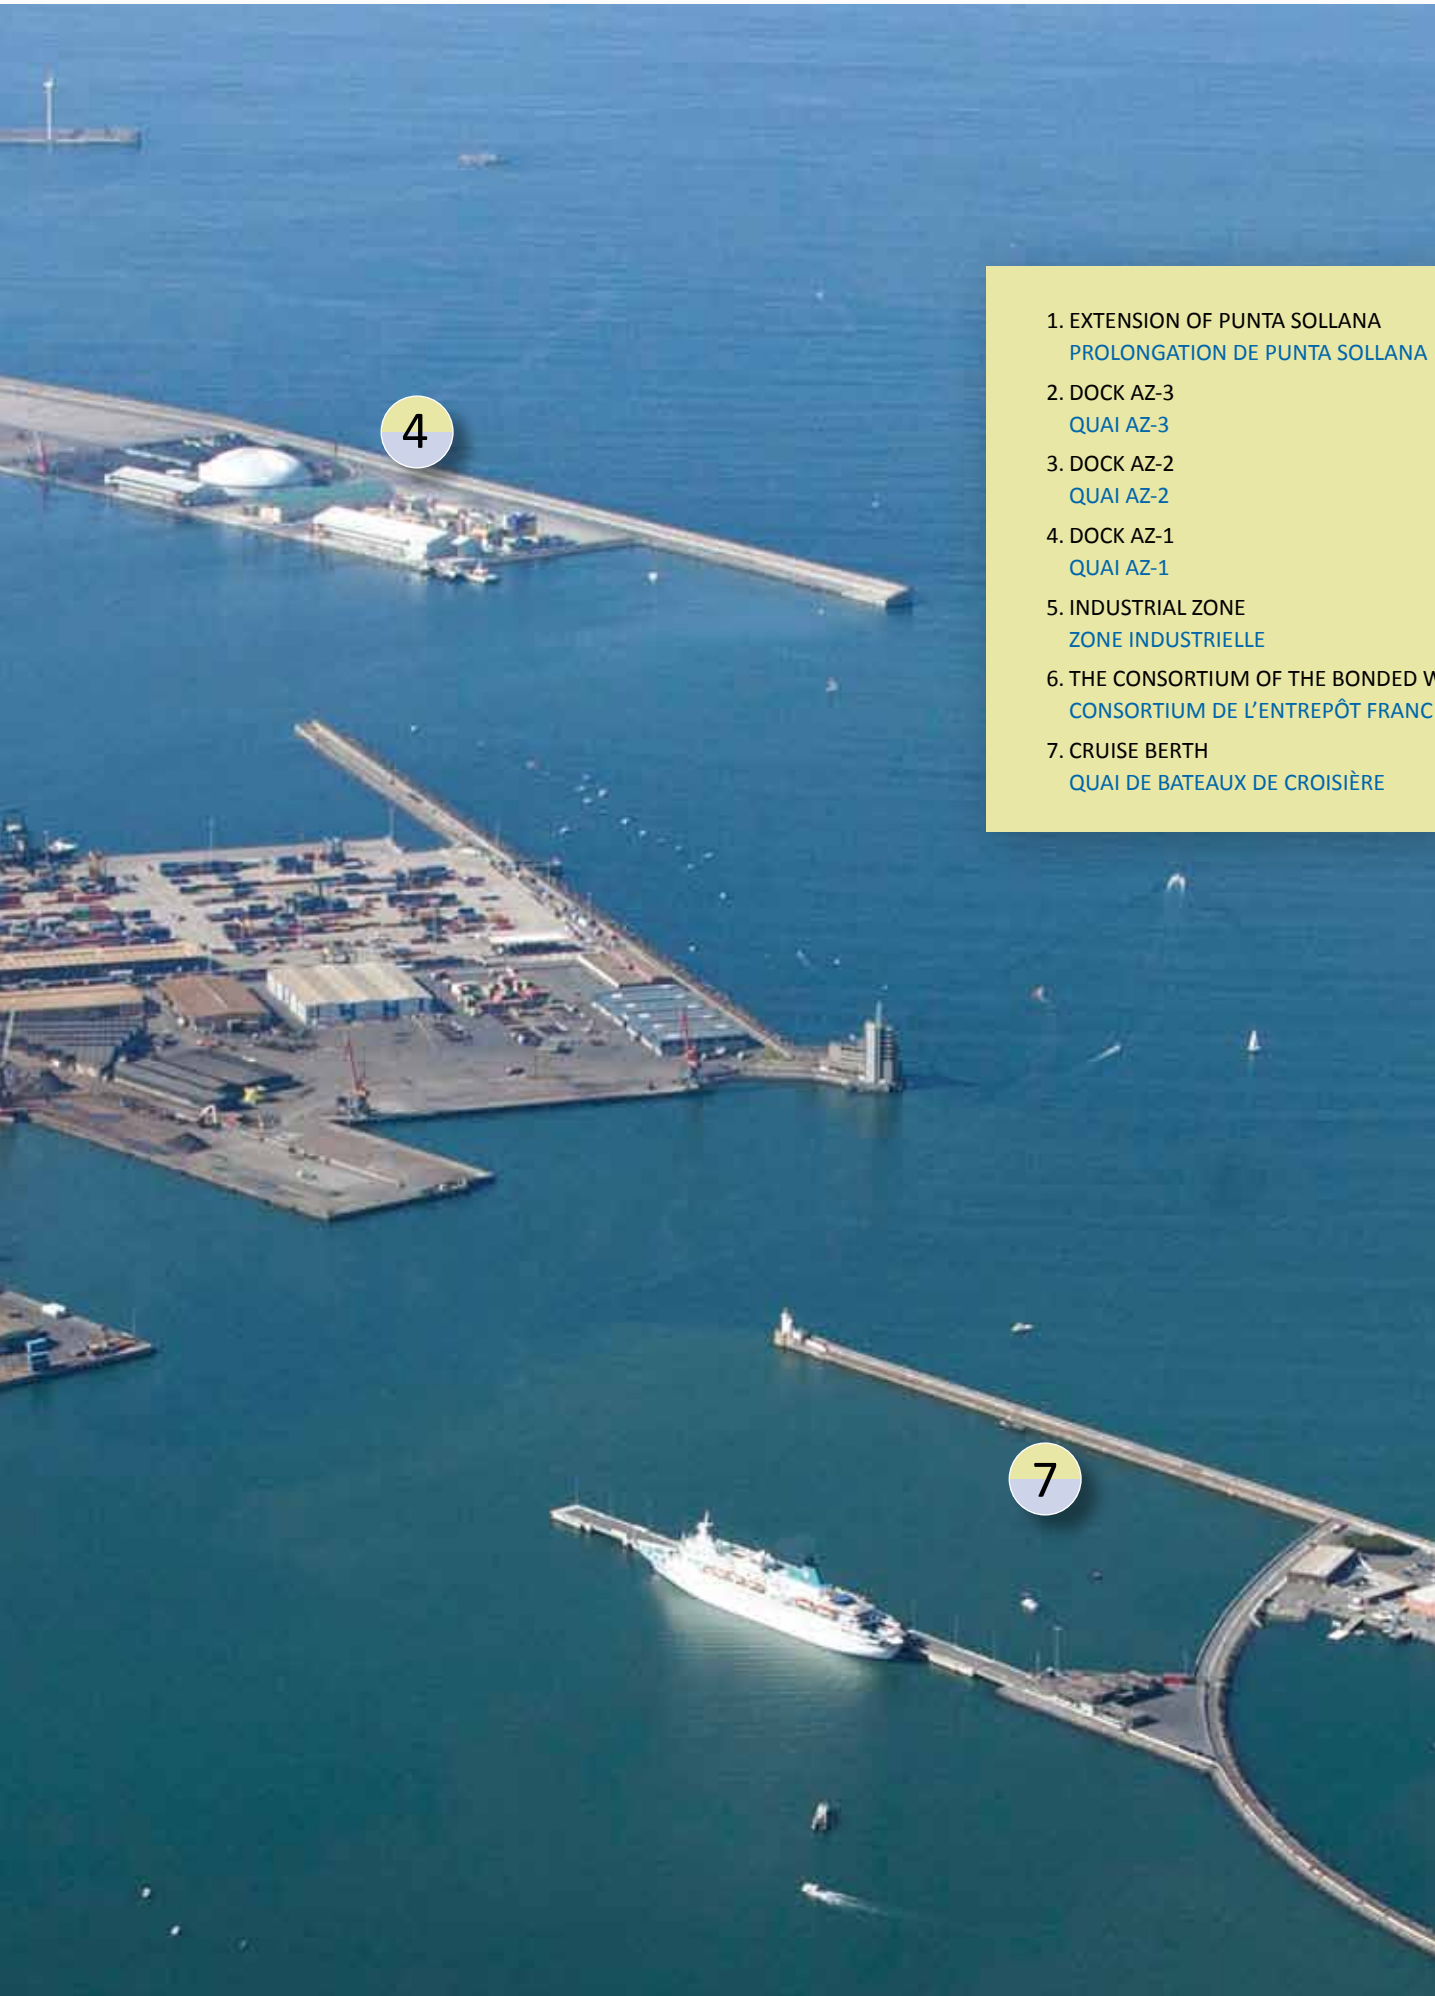 4
1. EXTENSION OF PUNTA SOLLANA
PROLONGATION DE PUNTA SOLLANA
2. DOCK AZ-3
QUAI AZ-3
3. DOCK AZ-2
QUAI AZ-2
4. DOCK AZ-1
QUAI AZ-1
5. INDUSTRIAL ZONE
ZONE INDUSTRIELLE
6. THE CONSORTIUM OF THE BONDED
CONSORTIUM DE L’ENTREPÔT FRANC
7. CRUISE BERTH
QUAI DE BATEAUX DE CROISIÈRE
7